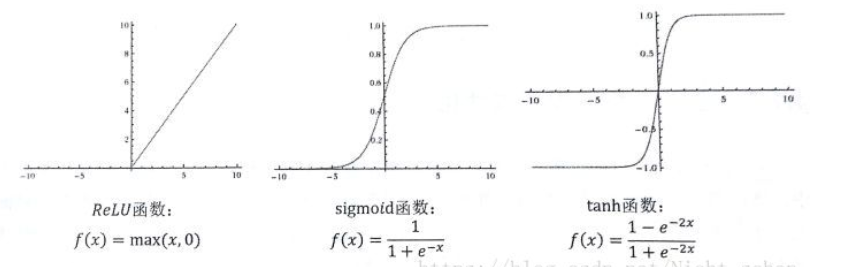 10
8
6
4
2
-10 -5 5 10
ReLU函数：
f(x) = max(x, 0)
1.0
0.8
0.6
0.4
0.2
-10 -5 5 10
sigmoid函数：
f(x) = 1 / 1 + e^{-x}
1.0
0.5
-10 -5 5 10
-0.5
-1.0
tanh函数：
f(x) = 1 - e^{-2x} / 1 + e^{-2x}